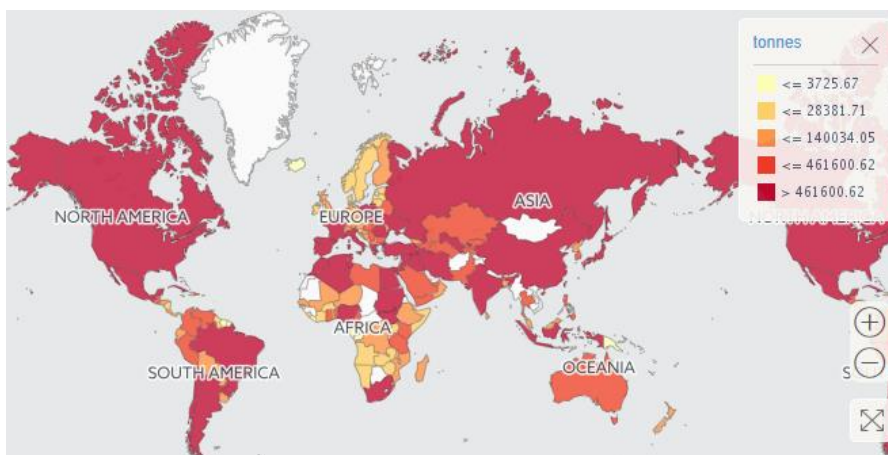 tonnes
<= 3725.67
<= 28381.71
<= 140034.05
<= 461600.62
> 461600.62
NORTH AMERICA
EUROPE
ASIA
AFRICA
SOUTH AMERICA
OCEANIA
S